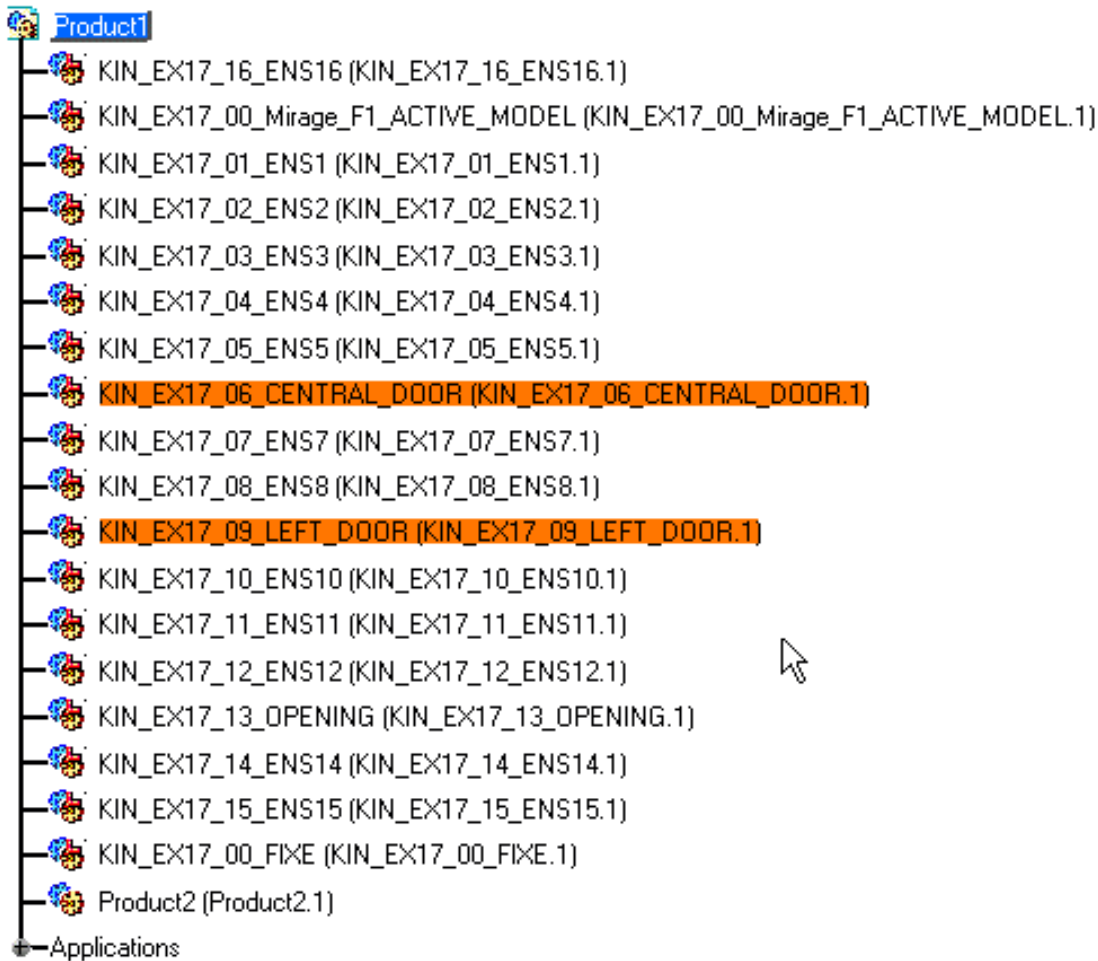 Product1
KIN_EX17_16_ENS16 (KIN_EX17_16_ENS16.1)
KIN_EX17_00_Mirage_F1_ACTIVE_MODEL (KIN_EX17_00_Mirage_F1_ACTIVE_MODEL.1)
KIN_EX17_01_ENS1 (KIN_EX17_01_ENS1.1)
KIN_EX17_02_ENS2 (KIN_EX17_02_ENS2.1)
KIN_EX17_03_ENS3 (KIN_EX17_03_ENS3.1)
KIN_EX17_04_ENS4 (KIN_EX17_04_ENS4.1)
KIN_EX17_05_ENS5 (KIN_EX17_05_ENS5.1)
KIN_EX17_06_CENTRAL_DOOR (KIN_EX17_06_CENTRAL_DOOR.1)
KIN_EX17_07_ENS7 (KIN_EX17_07_ENS7.1)
KIN_EX17_08_ENS8 (KIN_EX17_08_ENS8.1)
KIN_EX17_09_LEFT_DOOR (KIN_EX17_09_LEFT_DOOR.1)
KIN_EX17_10_ENS10 (KIN_EX17_10_ENS10.1)
KIN_EX17_11_ENS11 (KIN_EX17_11_ENS11.1)
KIN_EX17_12_ENS12 (KIN_EX17_12_ENS12.1)
KIN_EX17_13_OPENING (KIN_EX17_13_OPENING.1)
KIN_EX17_14_ENS14 (KIN_EX17_14_ENS14.1)
KIN_EX17_15_ENS15 (KIN_EX17_15_ENS15.1)
KIN_EX17_00_FIXE (KIN_EX17_00_FIXE.1)
Product2 (Product2.1)
Applications